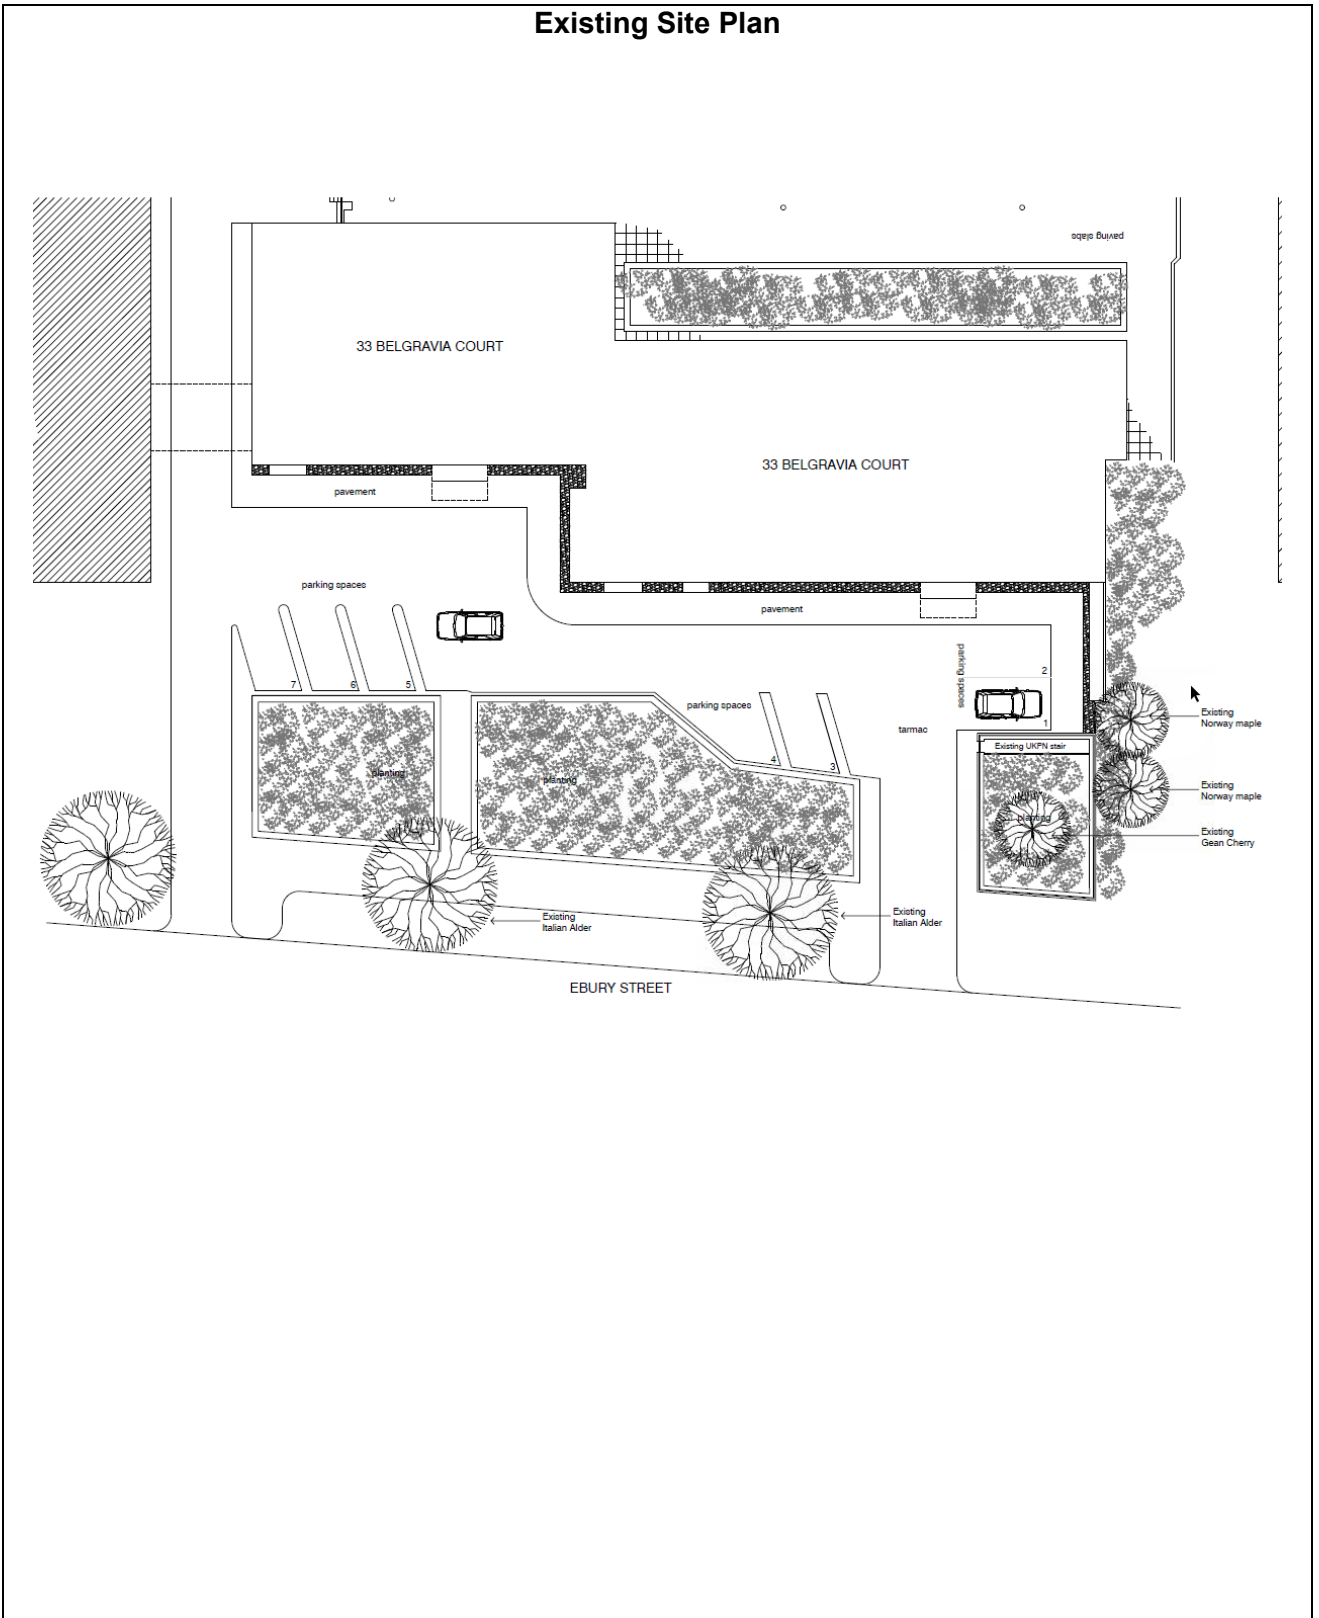 Existing Site Plan
paving slabs
33 BELGRAVIA COURT
33 BELGRAVIA COURT
pavement
parking spaces
pavement
parking spaces
2
7
6
5
parking spaces
1
tarmac
Existing
Norway maple
Existing UKPN stair
4
3
planting
planting
Existing
Norway maple
planting
Existing
Gean Cherry
Existing
Italian Alder
Existing
Italian Alder
EBURY STREET